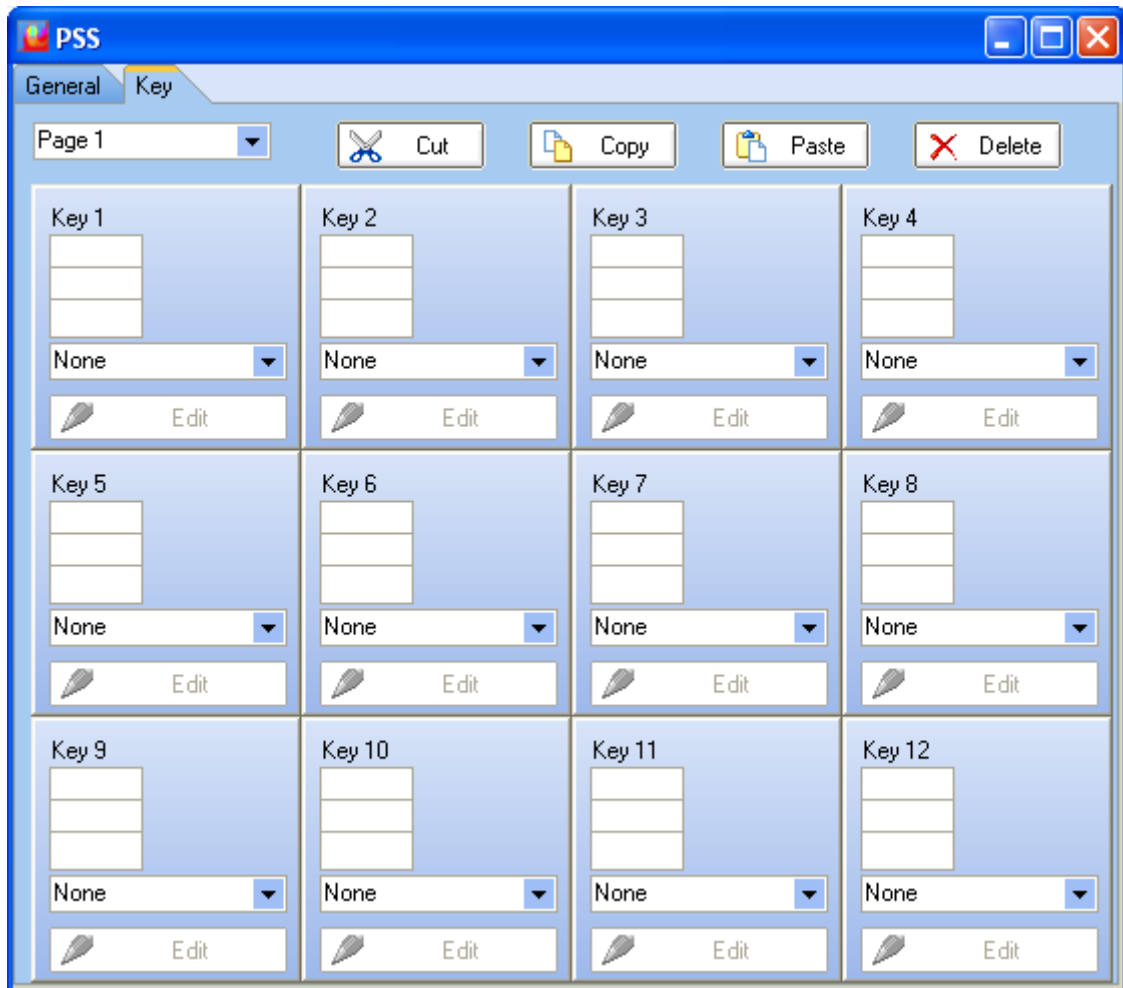 PSS
General Key
Page 1 Cut Copy Paste Delete
Key 1 Key 2 Key 3 Key 4
None None None None
Edit Edit Edit Edit
Key 5 Key 6 Key 7 Key 8
None None None None
Edit Edit Edit Edit
Key 9 Key 10 Key 11 Key 12
None None None None
Edit Edit Edit Edit